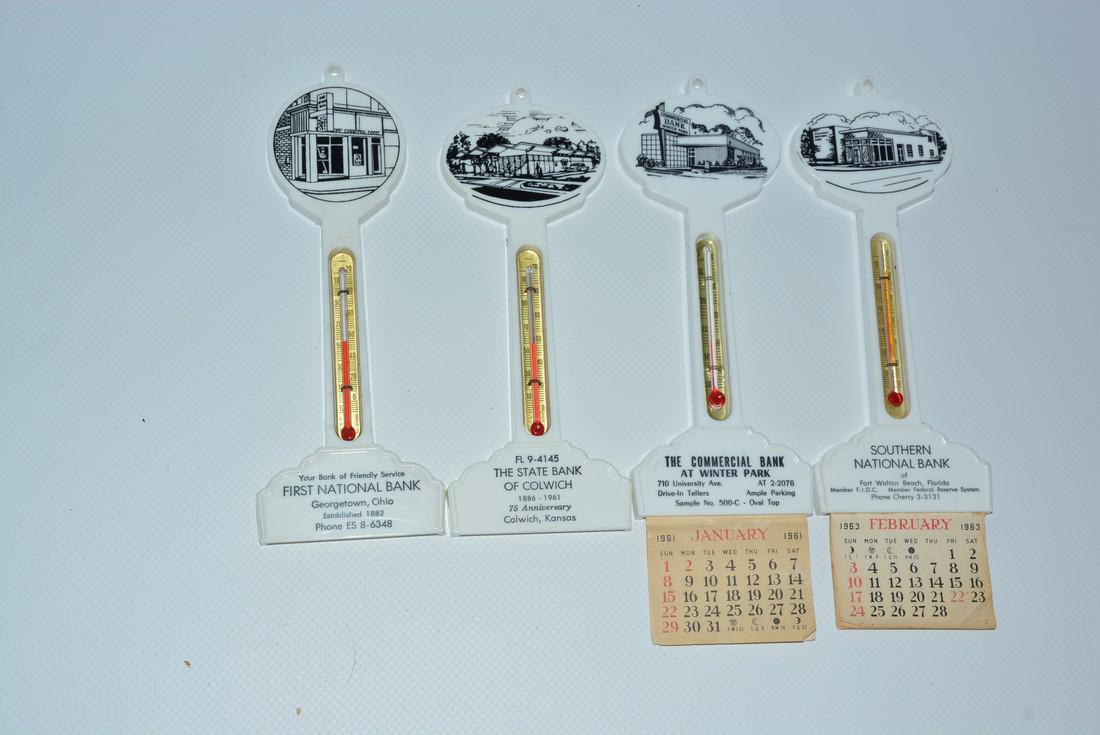 Your Bank of Friendly Service
FIRST NATIONAL BANK
Georgetown, Ohio
Established 1882
Phone ES 8-6348
FL 9-4145
THE STATE BANK
OF COLWICH
1886 - 1961
75 Anniversary
Colwich, Kansas
COMMERCIAL
BANK
THE COMMERCIAL BANK
AT WINTER PARK
710 University Ave. AT 2-2076
Drive-In Tellers Ample Parking
Sample No. 500-C - Oval Top
1961 JANUARY 1961
SUN MON TUE WED THU FRI SAT
1 2 3 4 5 6 7
8 9 10 11 12 13 14
15 16 17 18 19 20 21
22 23 24 25 26 27 28
29 30 31
SOUTHERN
NATIONAL BANK
of
Fort Walton Beach, Florida
Member F.I.D.C. Member Federal Reserve System
Phone Cherry 3-3131
1963 FEBRUARY 1963
SUN MON TUE WED THU FRI SAT
1 2
3 4 5 6 7 8 9
10 11 12 13 14 15 16
17 18 19 20 21 22 23
24 25 26 27 28